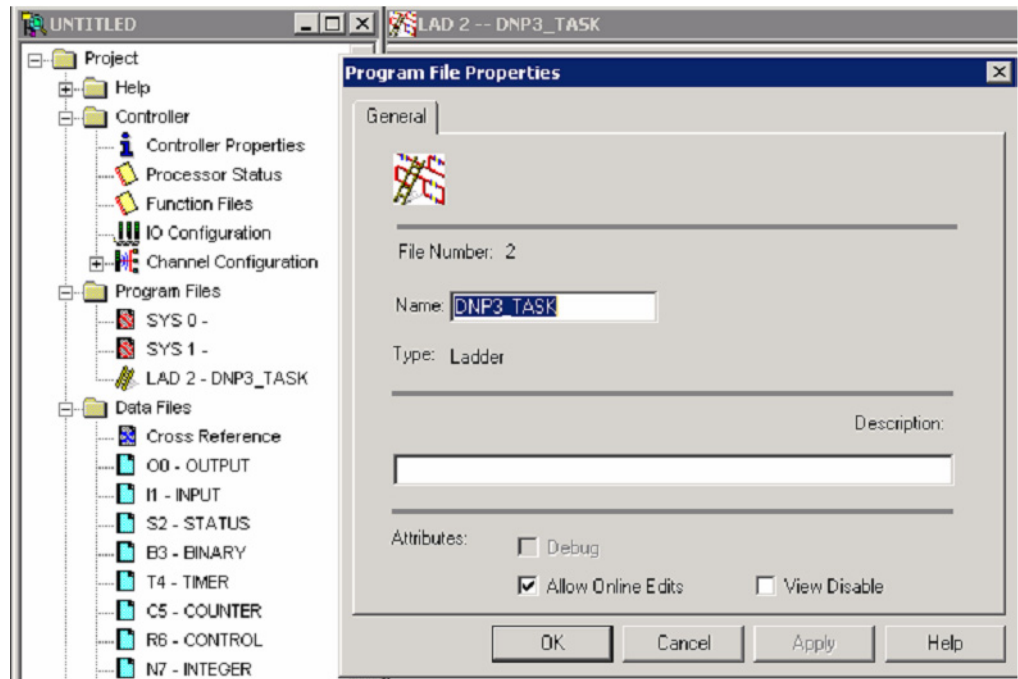 UNTITLED
Project
Help
Controller
Controller Properties
Processor Status
Function Files
IO Configuration
Channel Configuration
Program Files
SYS 0 -
SYS 1 -
LAD 2 - DNP3_TASK
Data Files
Cross Reference
O0 - OUTPUT
I1 - INPUT
S2 - STATUS
B3 - BINARY
T4 - TIMER
C5 - COUNTER
R6 - CONTROL
N7 - INTEGER
LAD 2 -- DNP3_TASK
Program File Properties
General
File Number: 2
Name: DNP3_TASK
Type: Ladder
Description:
Attributes:
Debug
Allow Online Edits
View Disable
OK
Cancel
Apply
Help